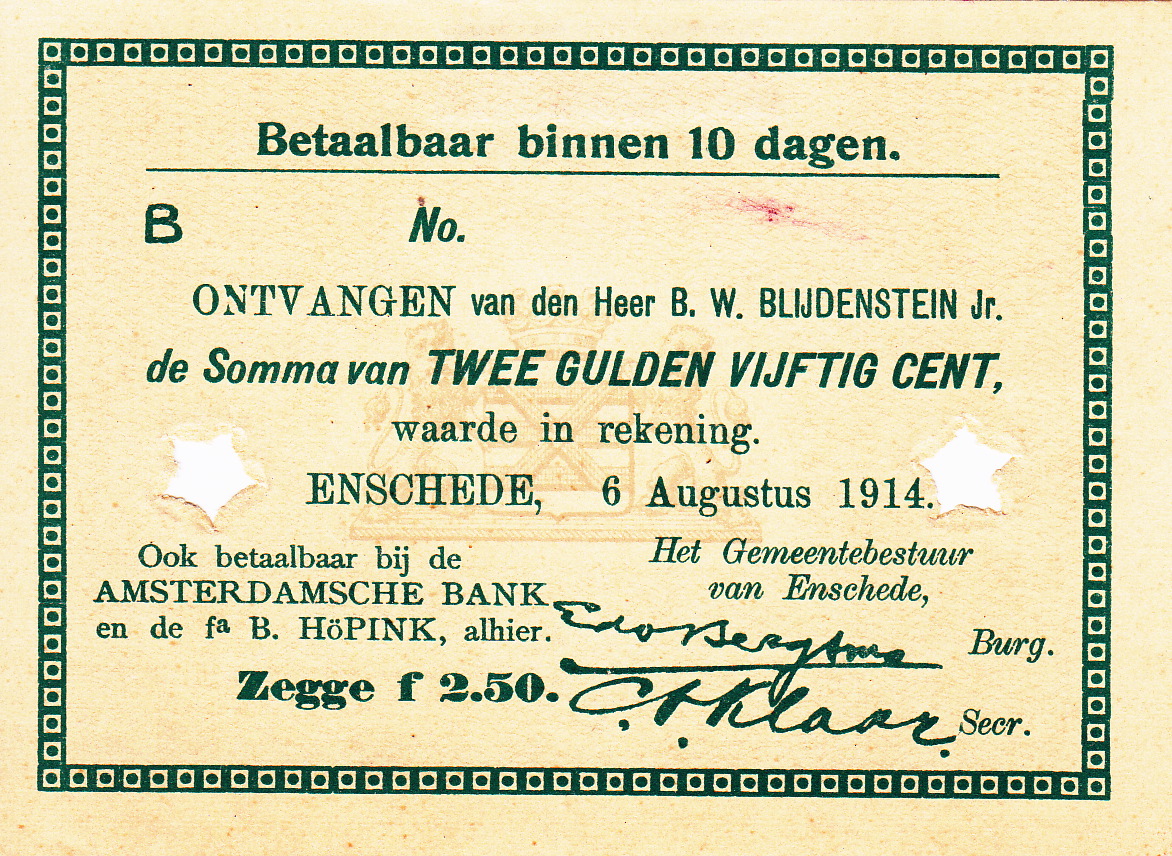 Betaalbaar binnen 10 dagen.
B No.
ONTVANGEN van den Heer B. W. BLIJDENSTEIN Jr.
de Somma van TWEE GULDEN VIJFTIG CENT,
waarde in rekening.
ENSCHEDE, 6 Augustus 1914.
Ook betaalbaar bij de
AMSTERDAMSCHE BANK
en de fa B. HöPINK, alhier.
Zegge f 2.50.
Het Gemeentebestuur
van Enschede,
Edo Bergsma Burg.
Secr.